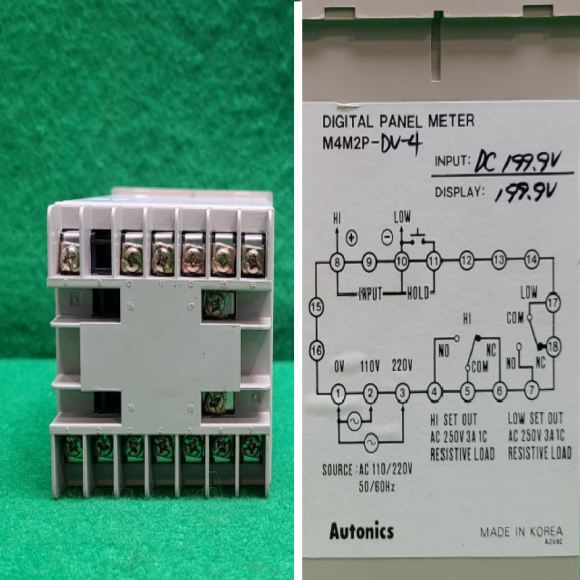 DIGITAL PANEL METER
M4M2P-DV-4
INPUT: DC 199.9V
DISPLAY: 199.9V
HI LOW
+ -
8 9 10 11 12 13 14
INPUT HOLD
15 17
LOW
COM
HI
16 18
NO NC NO NC
COM
0V 110V 220V
1 2 3 4 5 6 7
HI SET OUT LOW SET OUT
AC 250V 3A 1C AC 250V 3A 1C
RESISTIVE LOAD RESISTIVE LOAD
SOURCE : AC 110/220V
50/60Hz
Autonics MADE IN KOREA